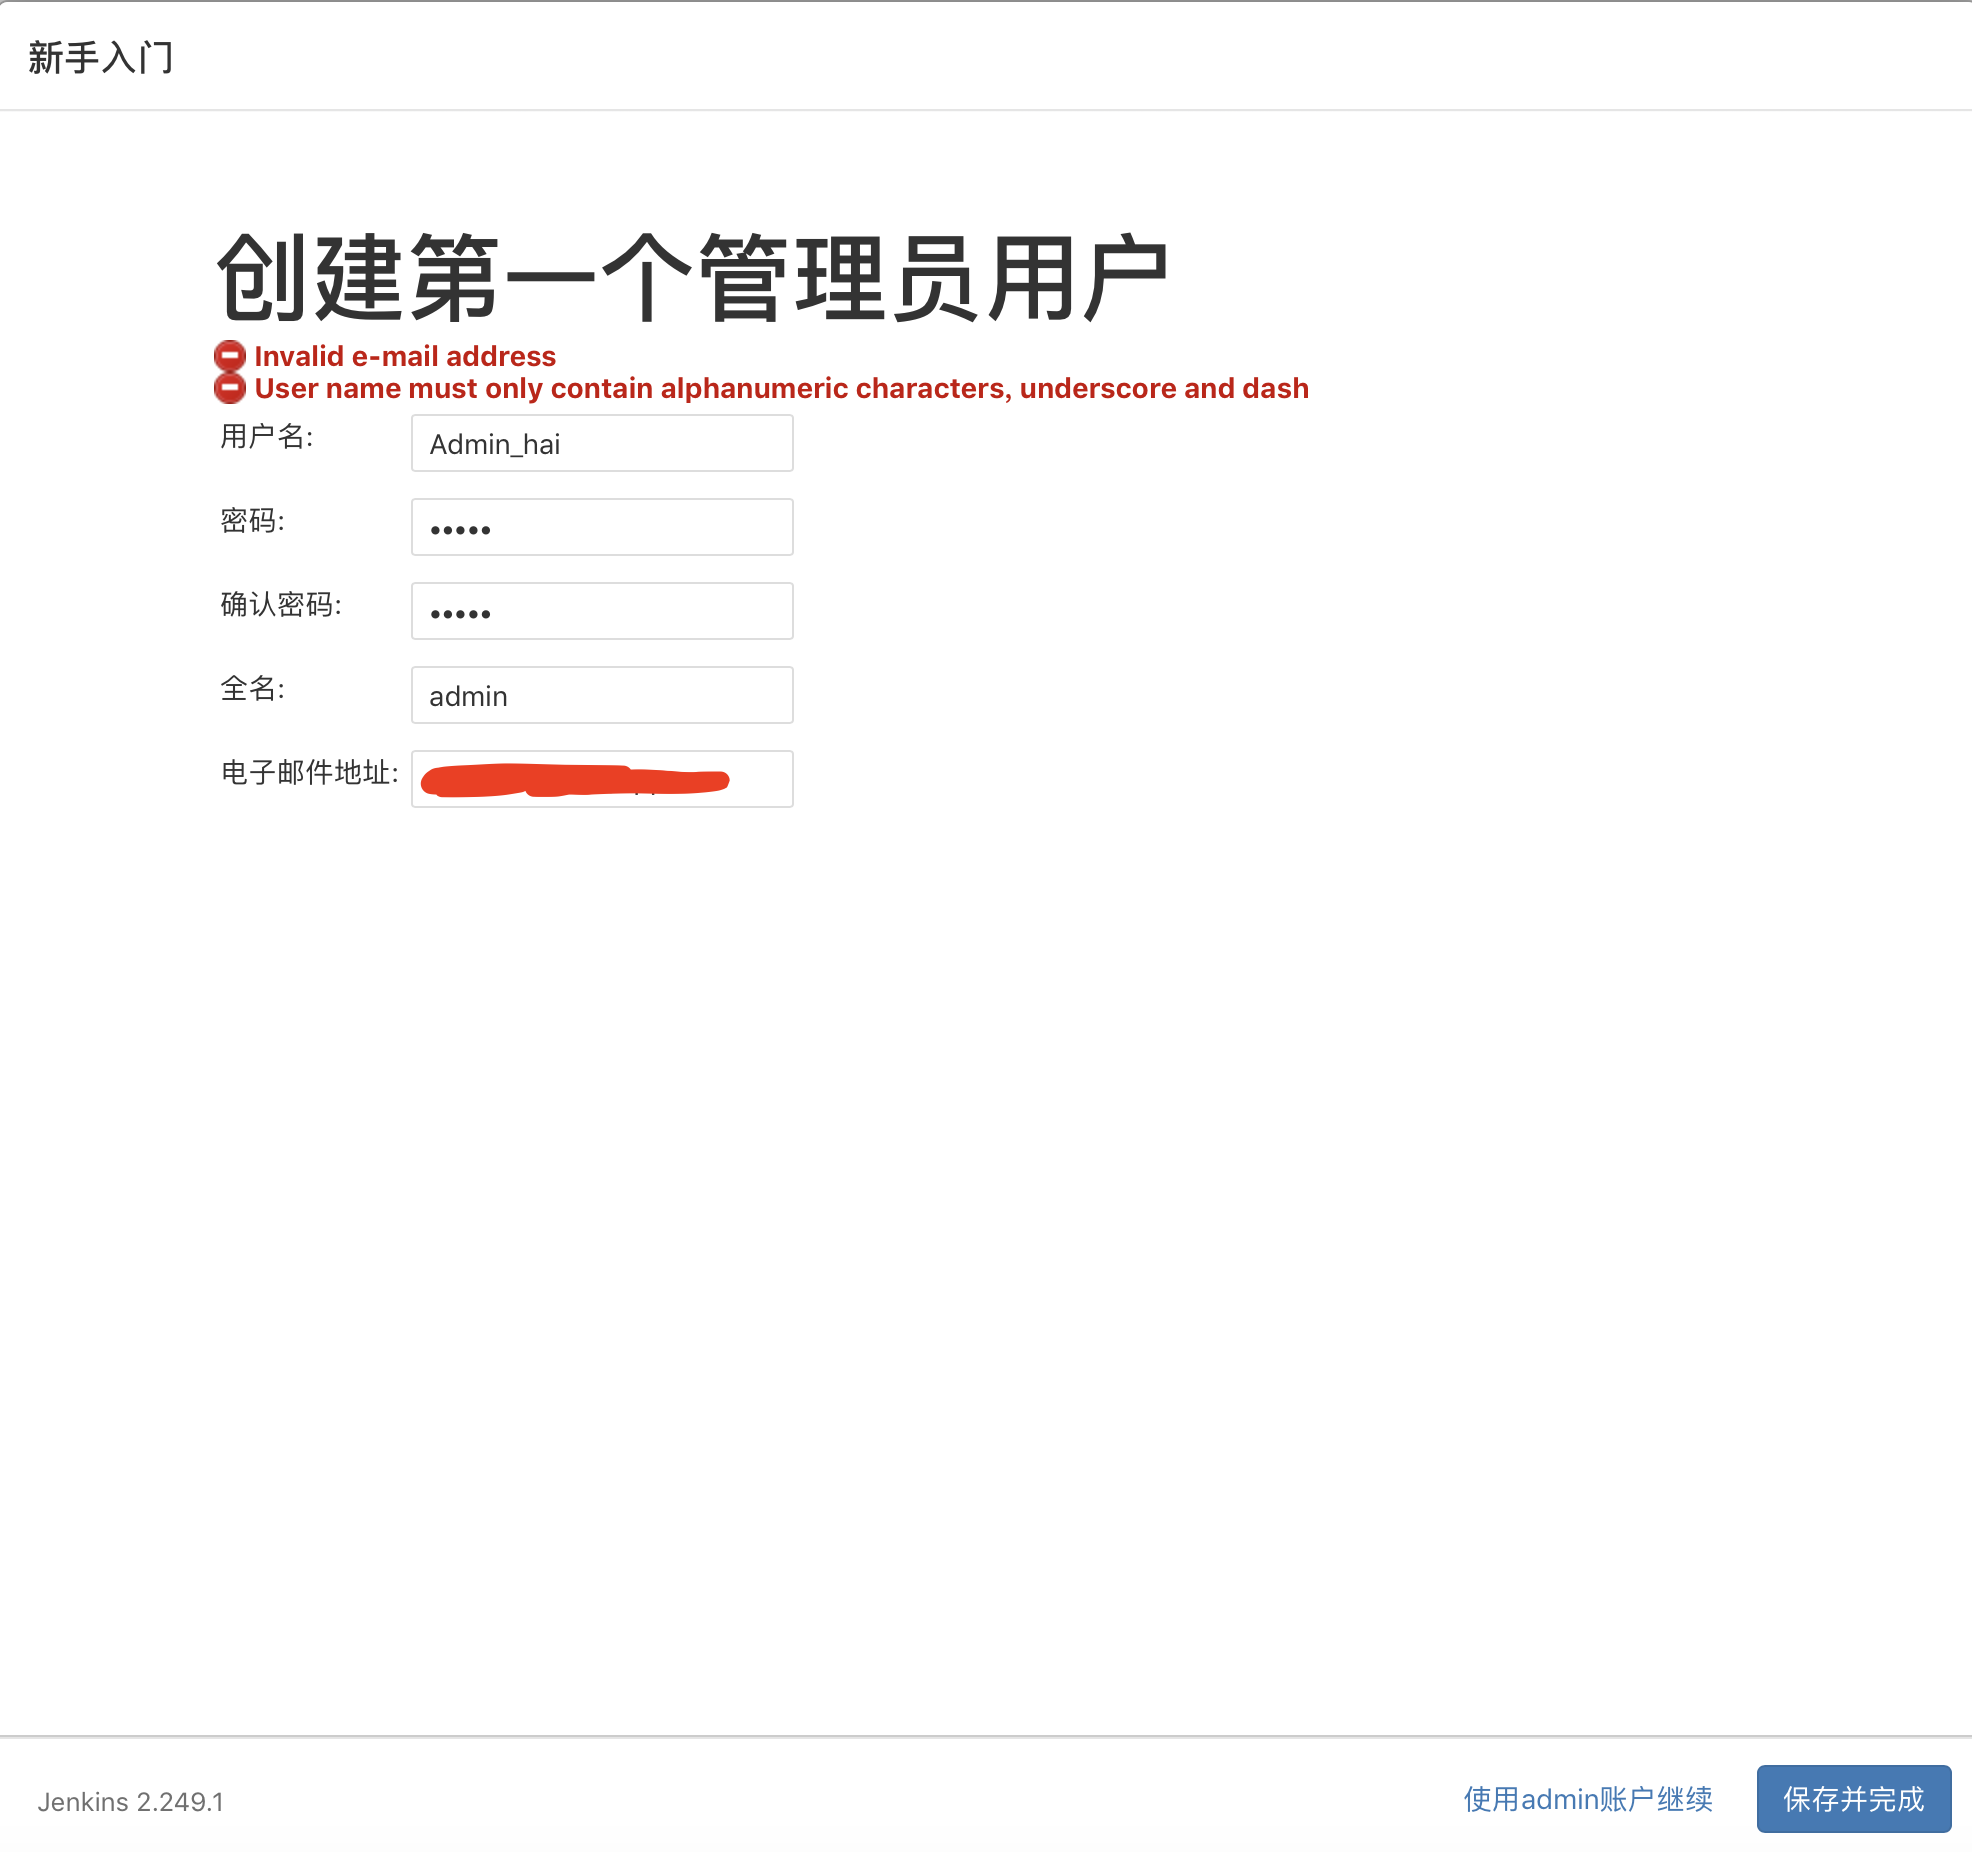 新手入门
创建第一个管理员用户
Invalid e-mail address
User name must only contain alphanumeric characters, underscore and dash
用户名: Admin_hai
密码: •••••
确认密码: •••••
全名: admin
电子邮件地址:
Jenkins 2.249.1 使用admin账户继续 保存并完成